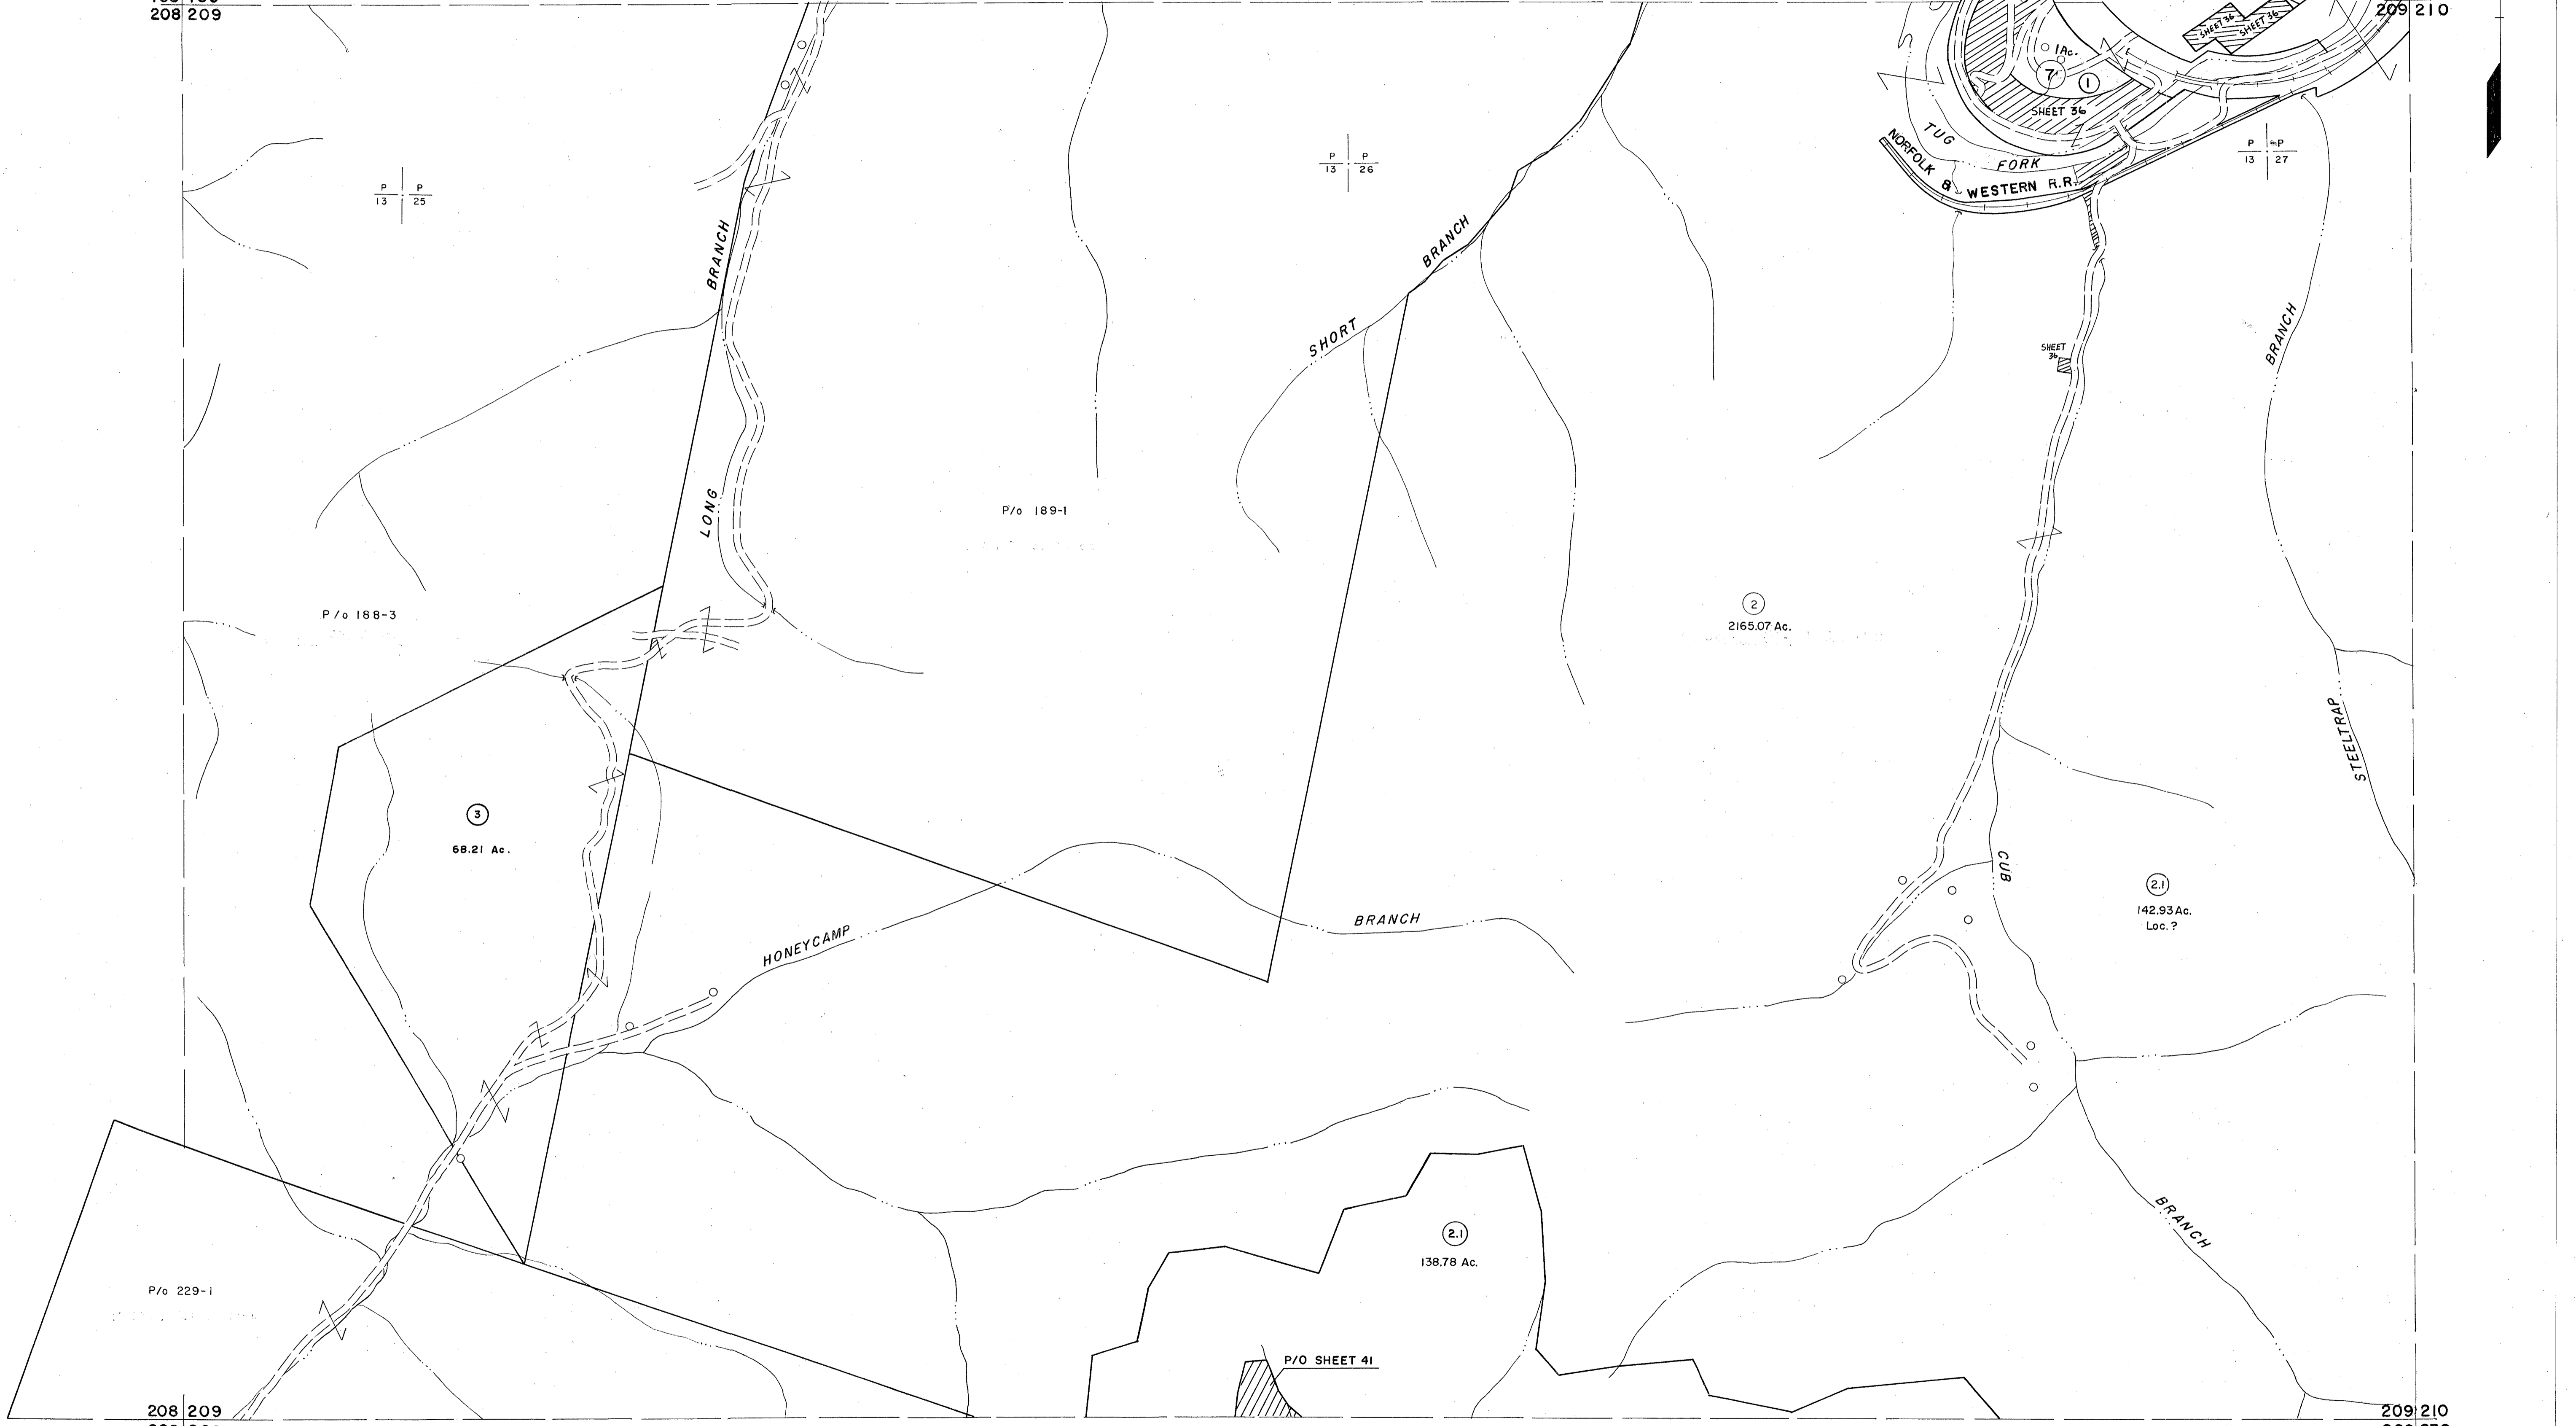 208 209
209 210
SHEET 36
SHEET 36
1Ac.
7
1
SHEET 36
TUG
FORK
NORFOLK & WESTERN R.R.
P P
13 25
P P
13 26
P P
13 27
BRANCH
BRANCH
SHORT
SHEET
36
BRANCH
LONG
P/o 189-1
P/o 188-3
2
2165.07 Ac.
STEELTRAP
3
68.21 Ac.
CUB
2.1
142.93 Ac.
Loc. ?
HONEYCAMP
BRANCH
BRANCH
2.1
138.78 Ac.
P/o 229-1
P/O SHEET 41
208 209
209 210